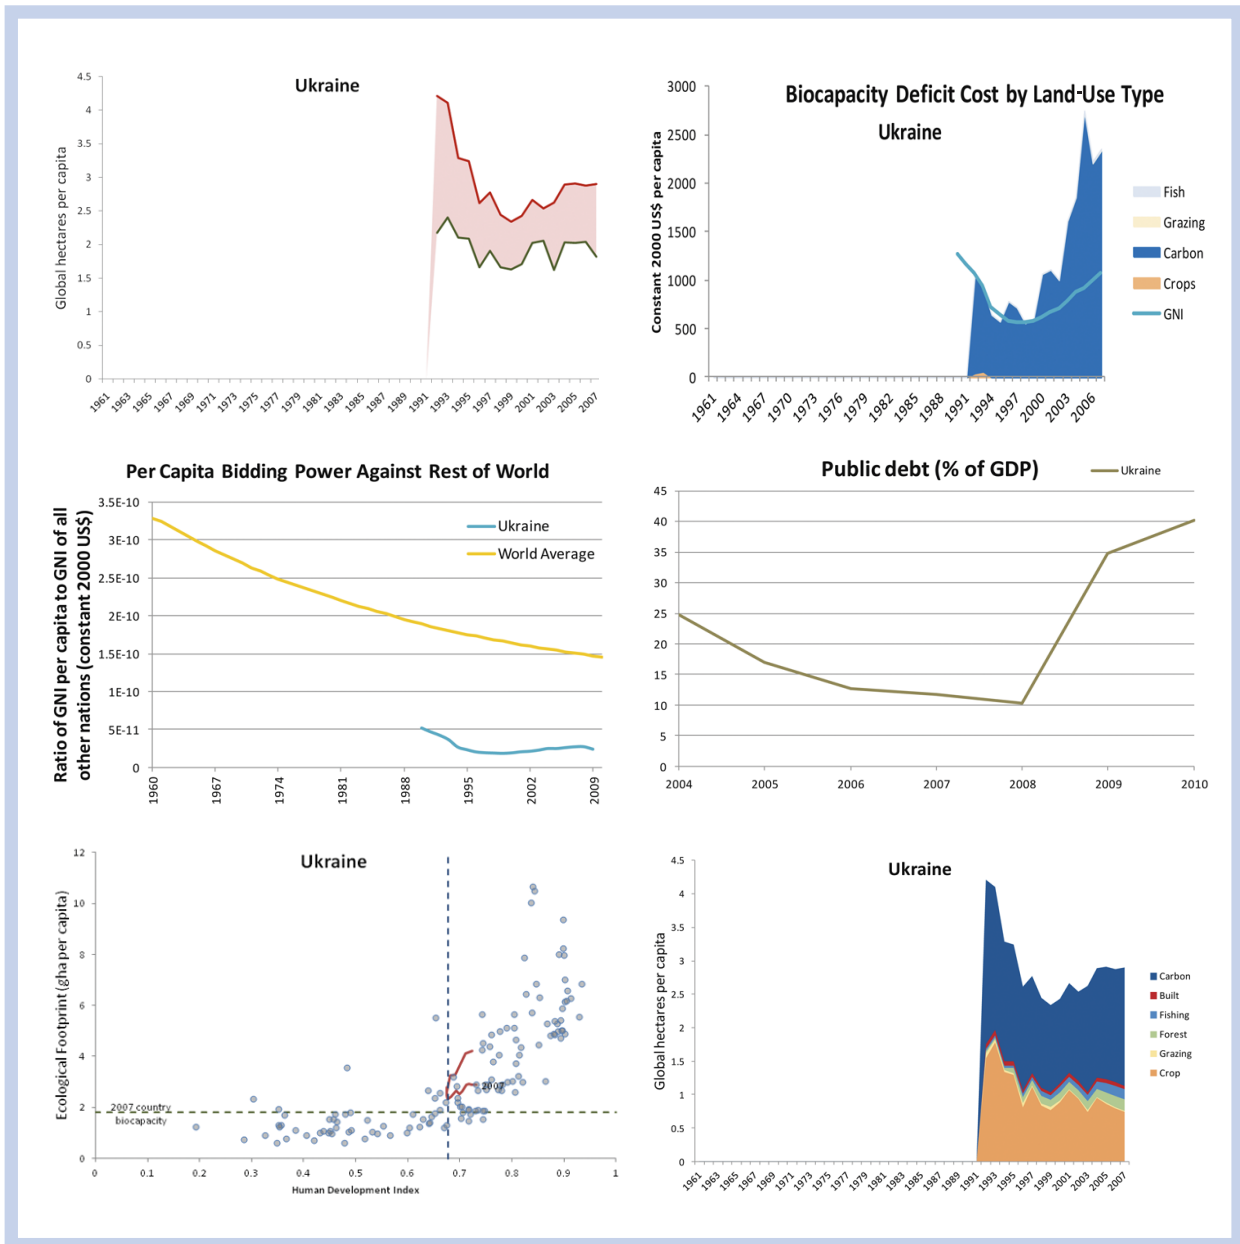 Ukraine
Global hectares per capita
4.5
4
3.5
3
2.5
2
1.5
1
0.5
0
1961 1963 1965 1967 1969 1971 1973 1975 1977 1979 1981 1983 1985 1987 1989 1991 1993 1995 1997 1999 2001 2003 2005 2007
Biocapacity Deficit Cost by Land-Use Type
Ukraine
Constant 2000 US$ per capita
3000
2500
2000
1500
1000
500
0
1961 1964 1967 1970 1973 1976 1979 1982 1985 1988 1991 1994 1997 2000 2003 2006
Fish
Grazing
Carbon
Crops
GNI
Per Capita Bidding Power Against Rest of World
Ratio of GNI per capita to GNI of all
other nations (constant 2000 US$)
3.5E-10
3E-10
2.5E-10
2E-10
1.5E-10
1E-10
5E-11
0
1960 1967 1974 1981 1988 1995 2002 2009
Ukraine
World Average
Public debt (% of GDP)
Ukraine
45
40
35
30
25
20
15
10
5
0
2004 2005 2006 2007 2008 2009 2010
Ukraine
Ecological Footprint (gha per capita)
12
10
8
6
4
2
0
2007 country
biocapacity
2007
0 0.1 0.2 0.3 0.4 0.5 0.6 0.7 0.8 0.9 1
Human Development Index
Ukraine
Global hectares per capita
4.5
4
3.5
3
2.5
2
1.5
1
0.5
0
1961 1963 1965 1967 1969 1971 1973 1975 1977 1979 1981 1983 1985 1987 1989 1991 1993 1995 1997 1999 2001 2003 2005 2007
Carbon
Built
Fishing
Forest
Grazing
Crop